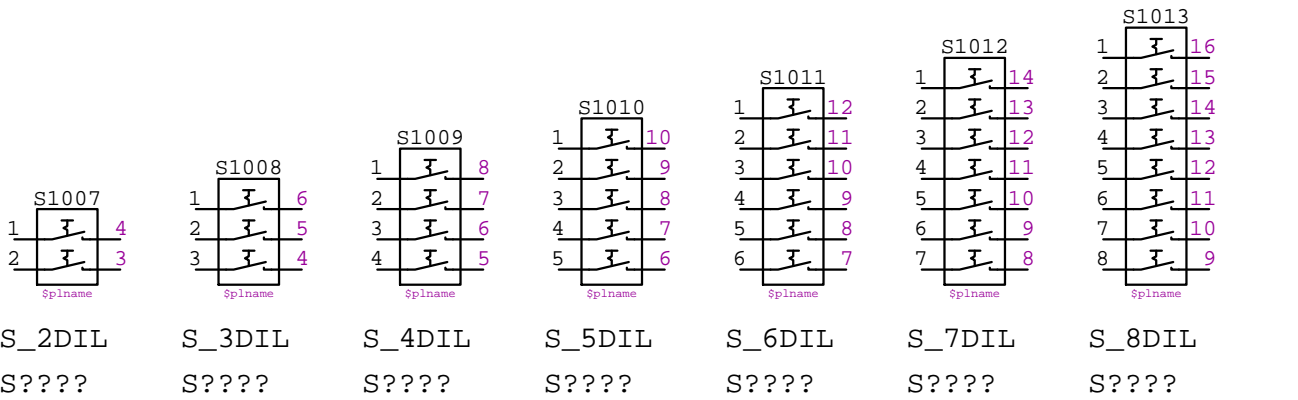 S1007
1 4
2 3
$plname
S_2DIL
S????
S1008
1 6
2 5
3 4
$plname
S_3DIL
S????
S1009
1 8
2 7
3 6
4 5
$plname
S_4DIL
S????
S1010
1 10
2 9
3 8
4 7
5 6
$plname
S_5DIL
S????
S1011
1 12
2 11
3 10
4 9
5 8
6 7
$plname
S_6DIL
S????
S1012
1 14
2 13
3 12
4 11
5 10
6 9
7 8
$plname
S_7DIL
S????
S1013
1 16
2 15
3 14
4 13
5 12
6 11
7 10
8 9
$plname
S_8DIL
S????